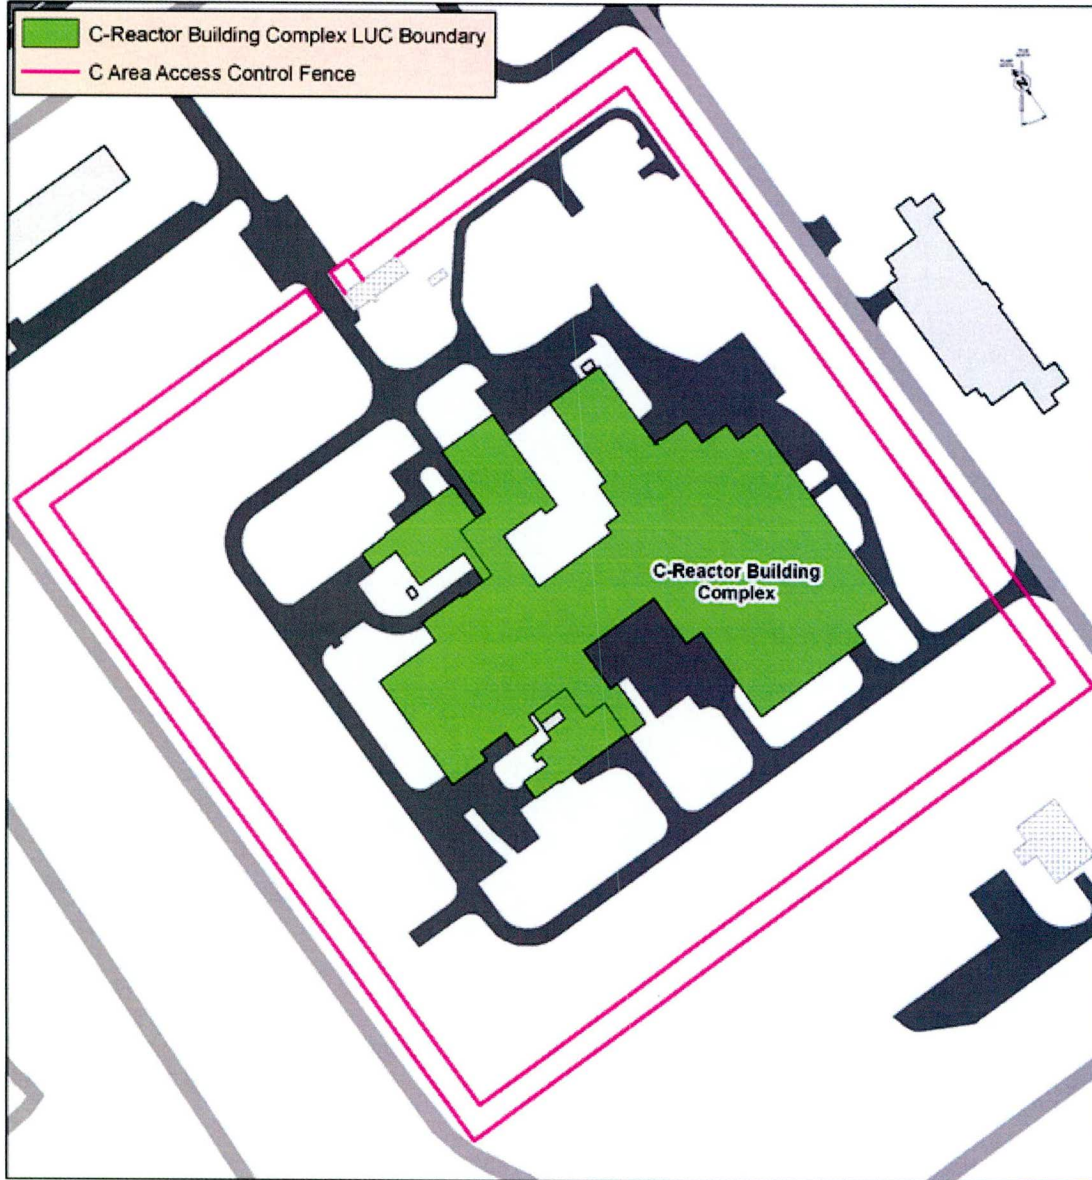 C-Reactor Building Complex LUC Boundary
C Area Access Control Fence
C-Reactor Building
Complex